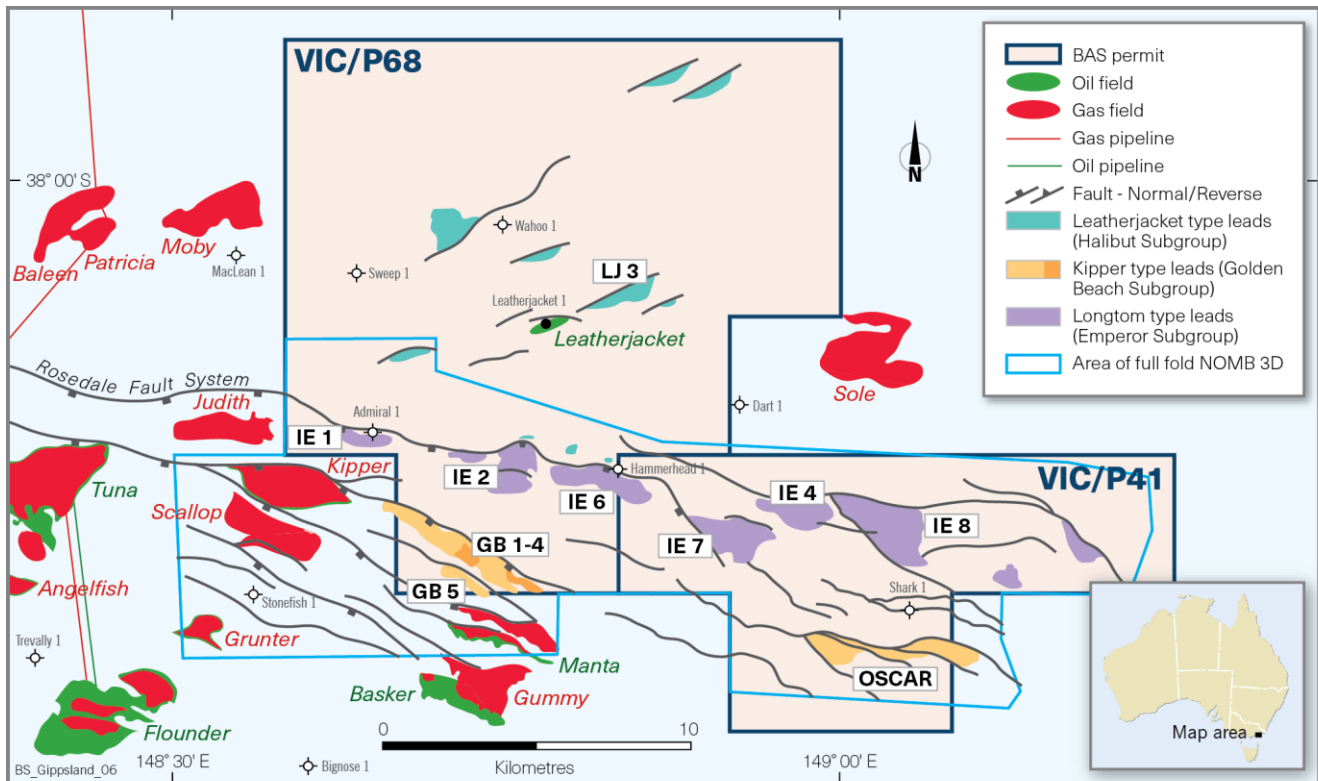 VIC/P68
38° 00' S
Baleen
Patricia
Moby
MacLean 1
Wahoo 1
Sweep 1
LJ 3
Leatherjacket 1
Leatherjacket
Sole
Dart 1
N
BAS permit
Oil field
Gas field
Gas pipeline
Oil pipeline
Fault - Normal/Reverse
Leatherjacket type leads
(Halibut Subgroup)
Kipper type leads (Golden
Beach Subgroup)
Longtom type leads
(Emperor Subgroup)
Area of full fold NOMB 3D
Rosedale Fault System
Judith
Admiral 1
IE 1
IE 2
IE 6
Hammerhead 1
VIC/P41
IE 4
IE 8
IE 7
Tuna
Kipper
Scallop
GB 1-4
GB 5
Angelfish
Stonefish 1
Shark 1
Trevally 1
Grunter
Manta
Basker
Gummy
OSCAR
Flounder
0
10
Kilometres
148° 30' E
149° 00' E
Bignose 1
BS_Gippsland_06
Map area